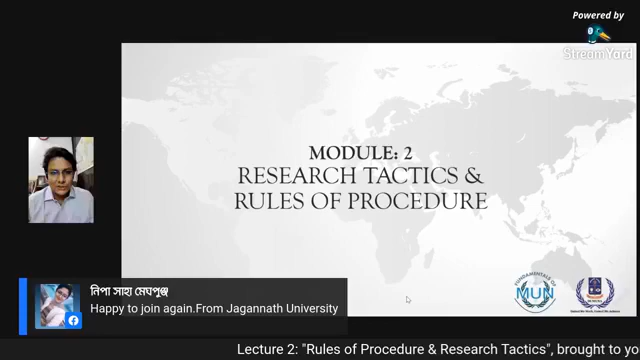 Powered by
StreamYard
MODULE: 2
RESEARCH TACTICS &
RULES OF PROCEDURE
FUNDAMENTALS OF
MUN
নিপা সাহা মেঘপুঞ্জ
Happy to join again.From Jagannath University
Lecture 2: "Rules of Procedure & Research Tactics", brought to yo